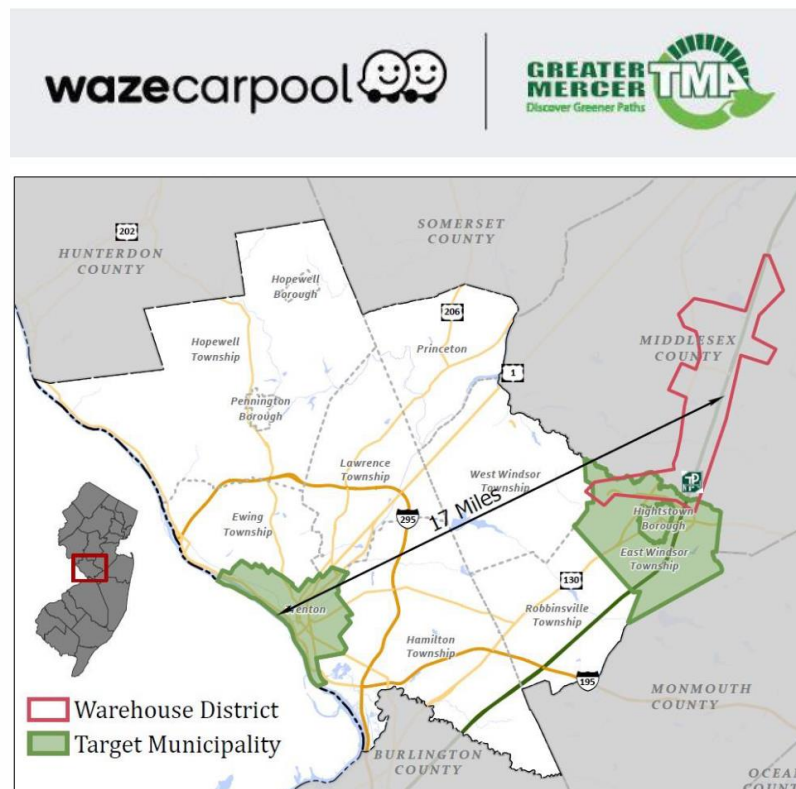 wazecarpool
GREATER
MERCER
TMA
Discover Greener Paths
SOMERSET
COUNTY
202
HUNTERDON
COUNTY
Hopewell
Borough
206
Hopewell
Township
Princeton
MIDDLESEX
COUNTY
1
Pennington
Borough
Lawrence
Township
West Windsor
Township
17 Miles
Hightstown
Borough
295
Ewing
Township
East Windsor
Township
130
Trenton
Robbinsville
Township
Hamilton
Township
195
MONMOUTH
COUNTY
Warehouse District
Target Municipality
BURLINGTON
COUNTY
OCEAN
COUNT